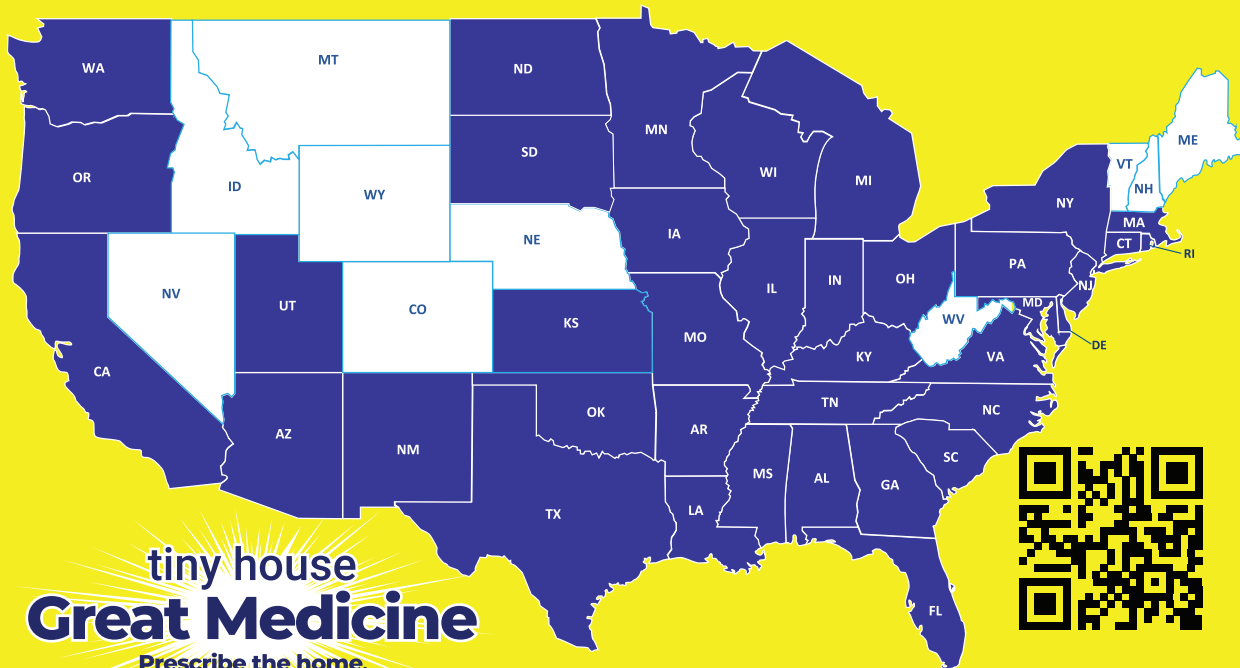 WA
MT
ND
MN
SD
WI
MI
OR
ID
WY
NE
IA
NY
VT
NH
ME
MA
CT
RI
NV
UT
CO
KS
MO
IL
IN
OH
PA
NJ
MD
WV
VA
DE
KY
CA
AZ
NM
OK
AR
TN
NC
SC
MS
AL
GA
LA
TX
FL
tiny house
Great Medicine
Prescribe the home.